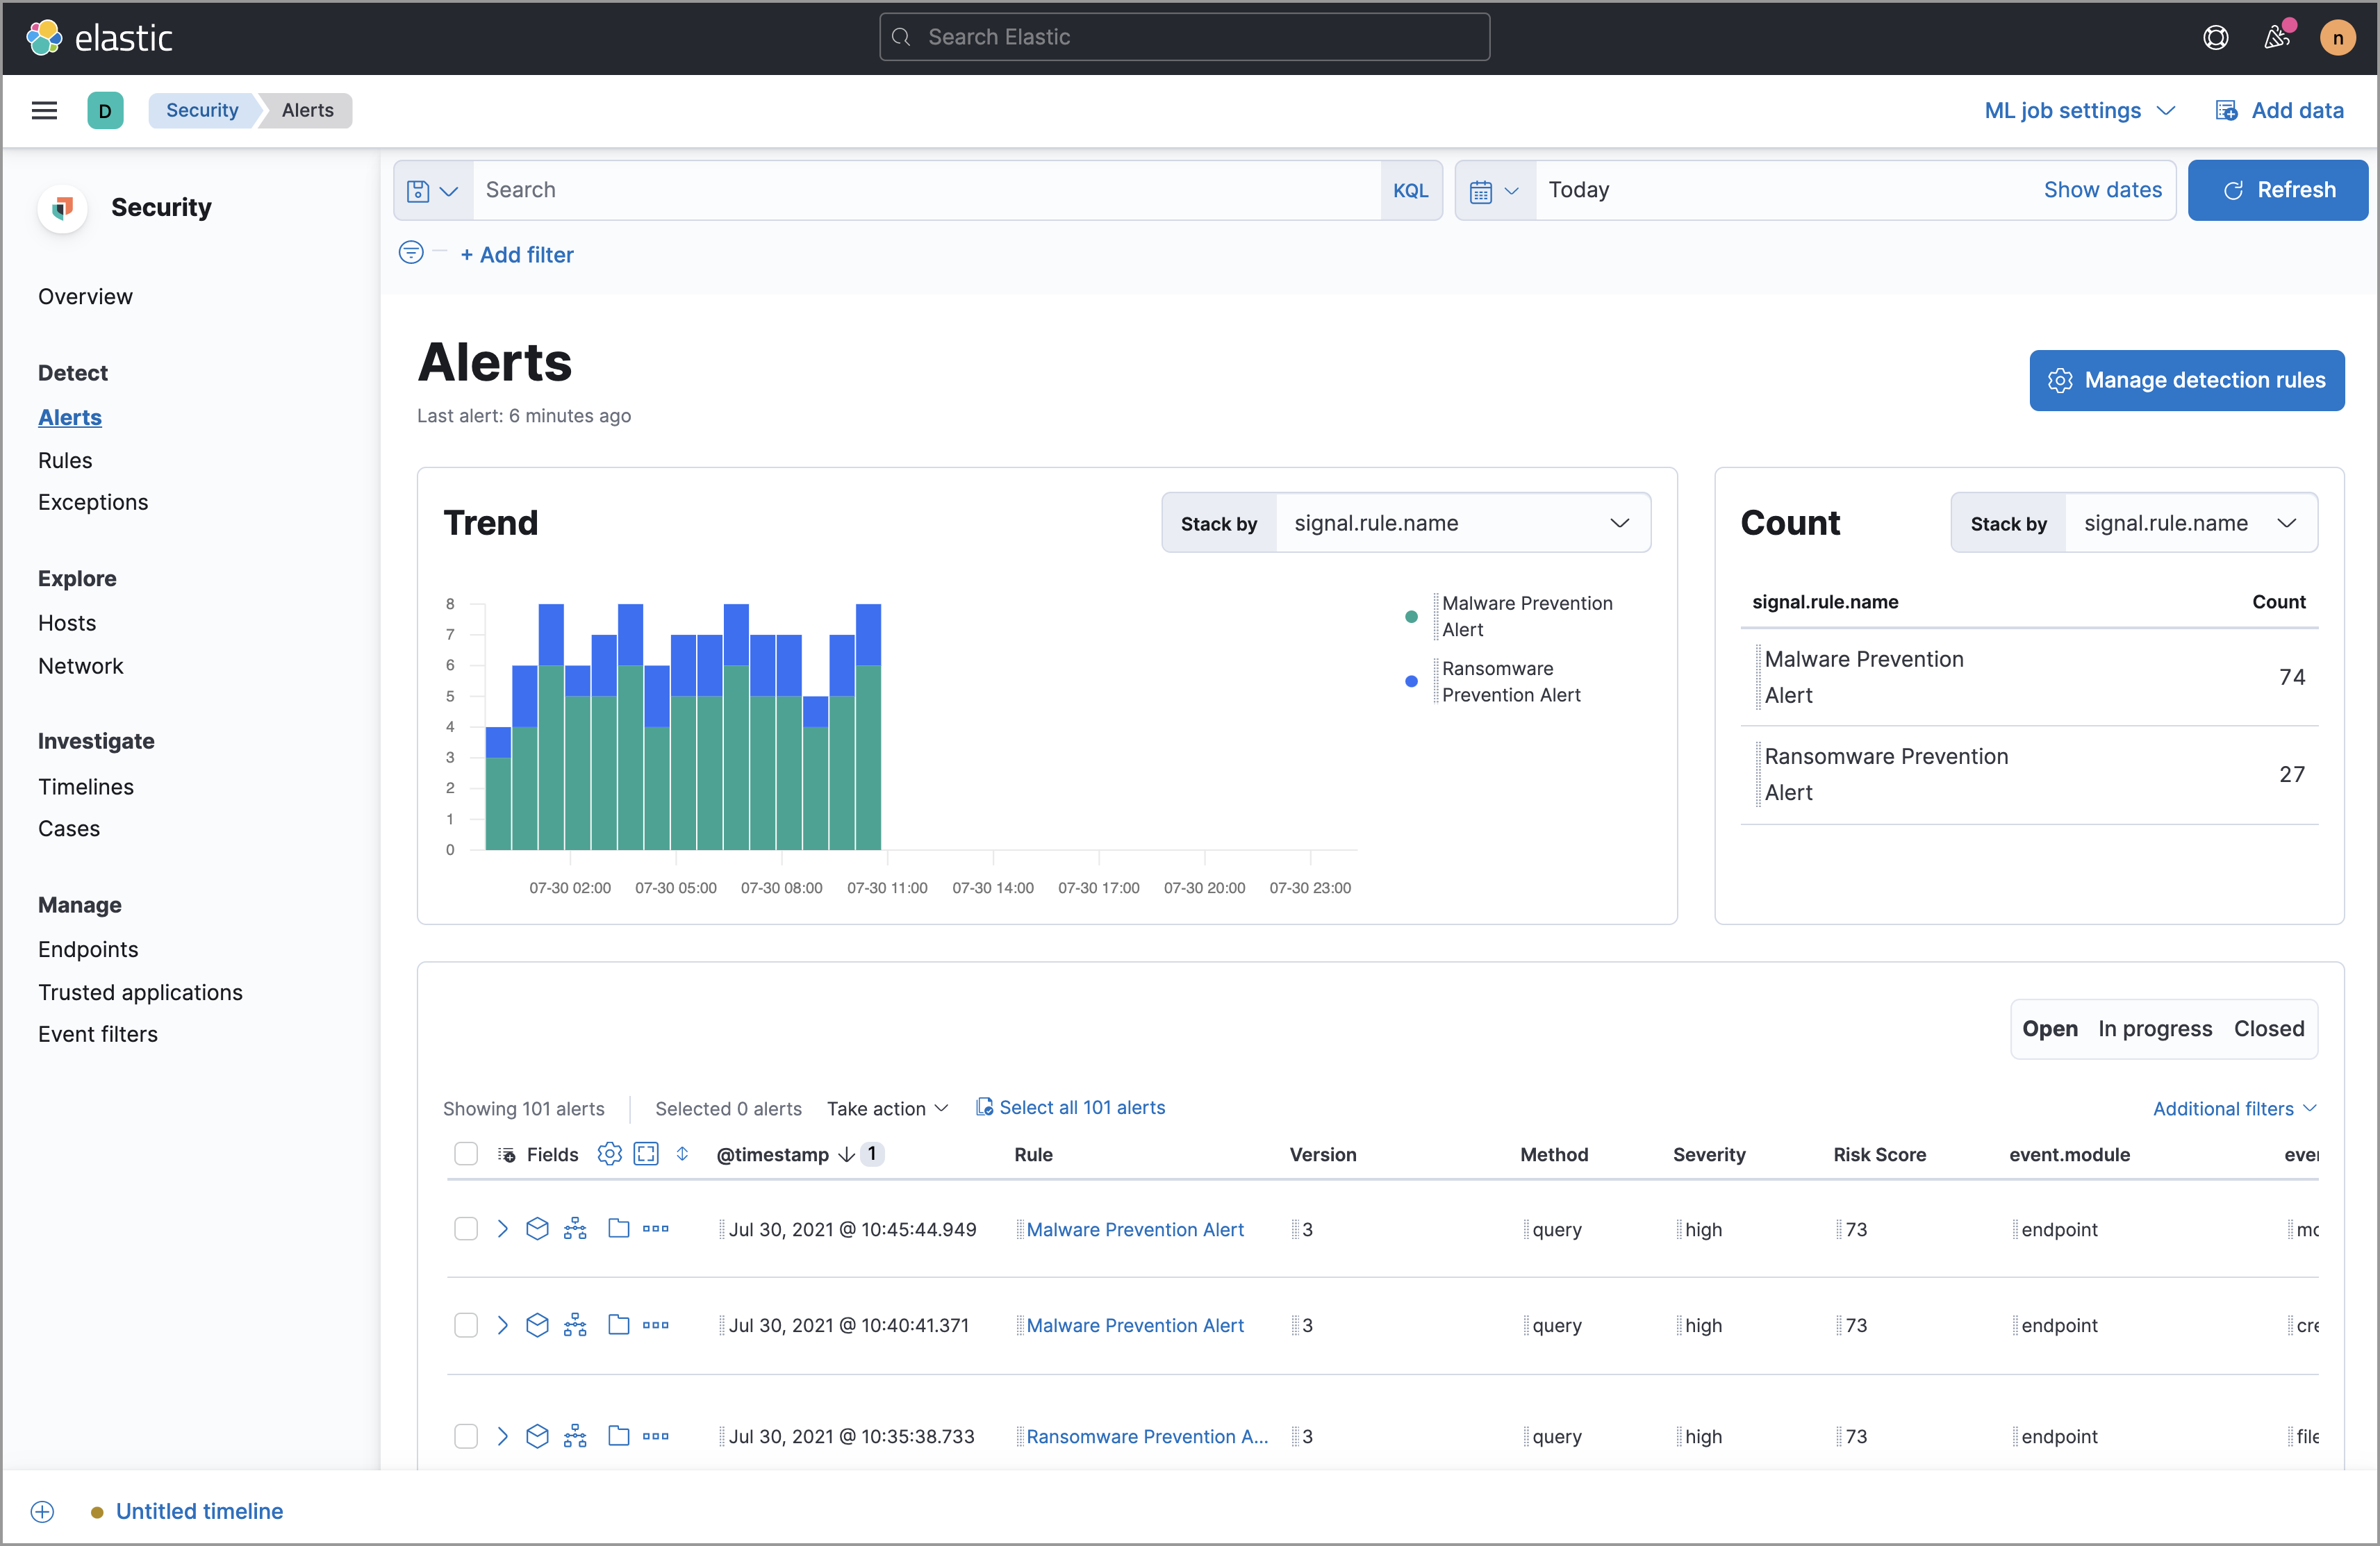 elastic
Search Elastic
n
D
Security
Alerts
ML job settings
Add data
Security
Overview
Detect
Alerts
Rules
Exceptions
Explore
Hosts
Network
Investigate
Timelines
Cases
Manage
Endpoints
Trusted applications
Event filters
Search
KQL
Today
Show dates
Refresh
+ Add filter
Alerts
Last alert: 6 minutes ago
Manage detection rules
Trend
Stack by
signal.rule.name
8
7
6
5
4
3
2
1
0
07-30 02:00 07-30 05:00 07-30 08:00 07-30 11:00 07-30 14:00 07-30 17:00 07-30 20:00 07-30 23:00
Malware Prevention
Alert
Ransomware
Prevention Alert
Count
Stack by
signal.rule.name
signal.rule.name Count
Malware Prevention
Alert
74
Ransomware Prevention
Alert
27
Open In progress Closed
Showing 101 alerts Selected 0 alerts Take action Select all 101 alerts Additional filters
Fields @timestamp 1 Rule Version Method Severity Risk Score event.module
Jul 30, 2021 @ 10:45:44.949 Malware Prevention Alert 3 query high 73 endpoint
Jul 30, 2021 @ 10:40:41.371 Malware Prevention Alert 3 query high 73 endpoint
Jul 30, 2021 @ 10:35:38.733 Ransomware Prevention A... 3 query high 73 endpoint
Untitled timeline